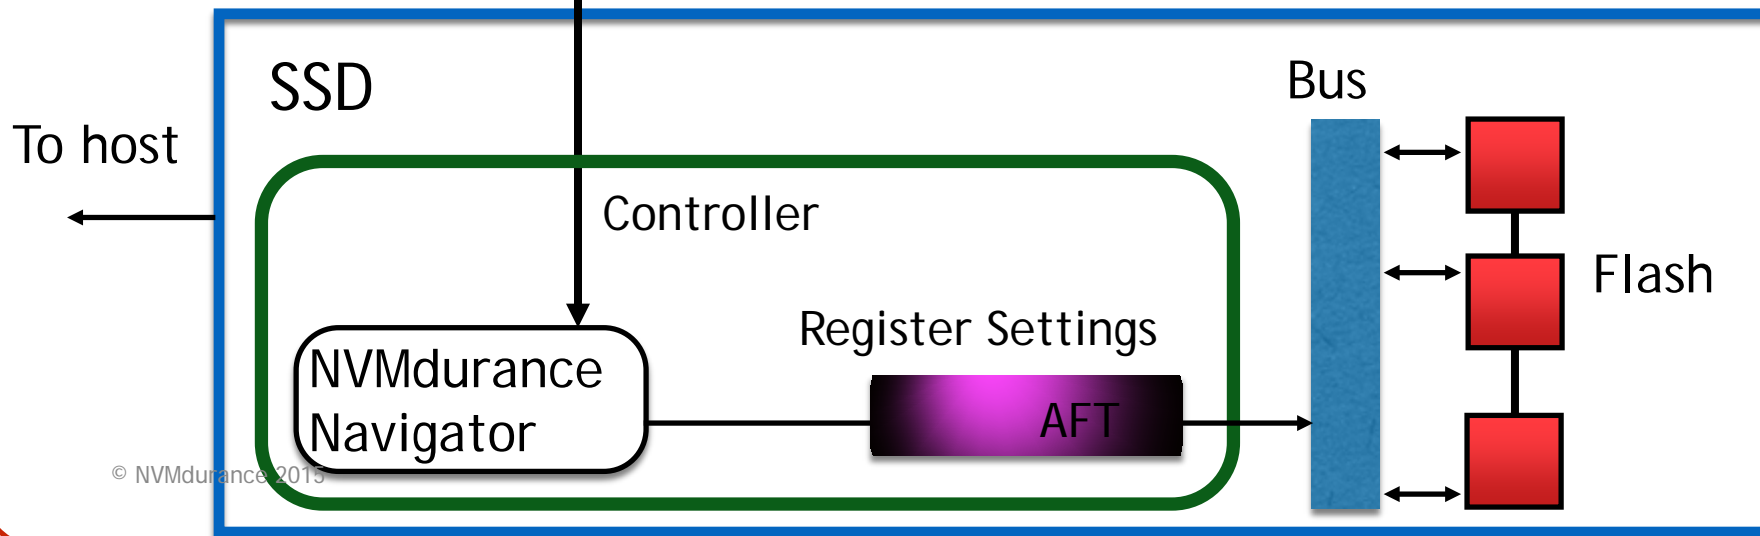 SSD
Bus
To host
Controller
Flash
Register Settings
NVMdurance
Navigator
AFT
© NVMdurance 2015